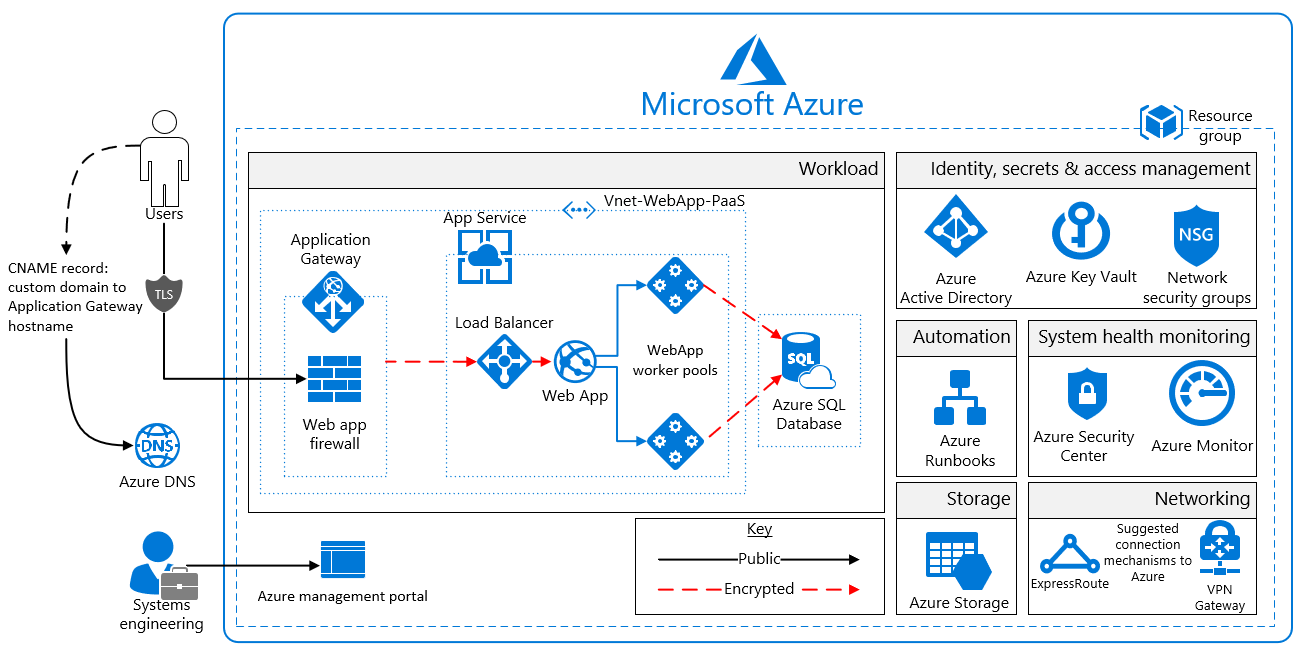 Microsoft Azure
Resource
group
Users
CNAME record:
custom domain to
Application Gateway
hostname
TLS
DNS
Azure DNS
Systems
engineering
Workload
Vnet-WebApp-PaaS
App Service
Application
Gateway
Web app
firewall
Load Balancer
Web App
WebApp
worker pools
SQL
Azure SQL
Database
Azure management portal
Key
Public
Encrypted
Identity, secrets & access management
Azure
Active Directory
Azure Key Vault
NSG
Network
security groups
Automation
Azure
Runbooks
System health monitoring
Azure Security
Center
Azure Monitor
Storage
Azure Storage
Networking
ExpressRoute
Suggested
connection
mechanisms to
Azure
VPN
Gateway